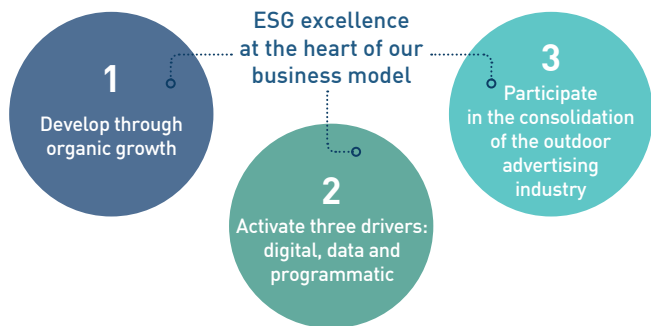 ESG excellence
at the heart of our
business model
1
Develop through
organic growth
2
Activate three drivers:
digital, data and
programmatic
3
Participate
in the consolidation
of the outdoor
advertising
industry